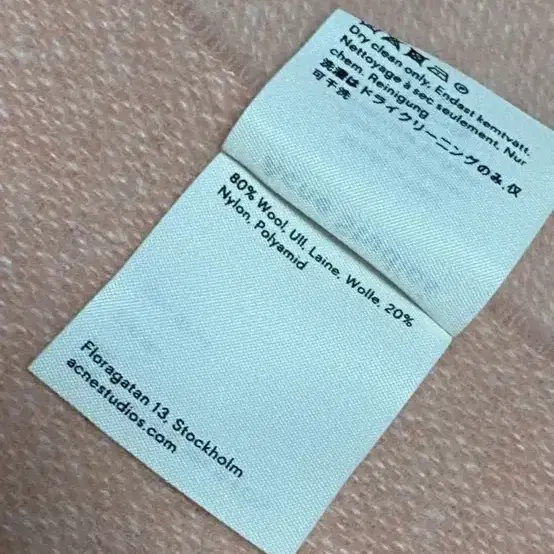 Dry clean only. Endast kemtvätt.
Nettoyage à sec seulement. Nur
chem. Reinigung
洗濯はドライクリーニングのみ.仅
可干洗
80% Wool, Ull, Laine, Wolle, 20%
Nylon, Polyamid
Floragatan 13, Stockholm
acnestudios.com